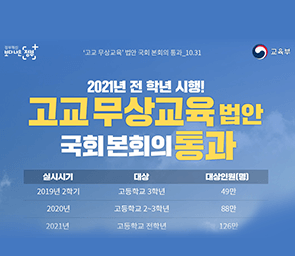 '고교 무상교육' 법안 국회 본회의 통과_10.31
교육부
2021년 전 학년 시행!
고교 무상교육 법안
국회 본회의 통과
실시시기 대상 대상인원(명)
2019년 2학기 고등학교 3학년 49만
2020년 고등학교 2~3학년 88만
2021년 고등학교 전학년 126만